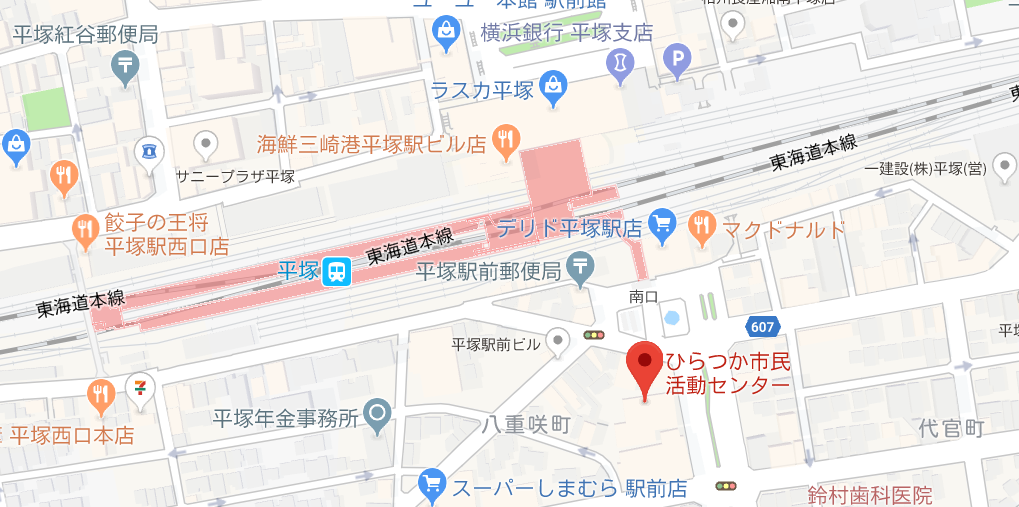 ユーユー本館 駅前館
平塚紅谷郵便局
横浜銀行 平塚支店
P
ラスカ平塚
海鮮三崎港平塚駅ビル店
東海道本線
サニープラザ平塚
一建設(株)平塚(営)
餃子の王将
平塚駅西口店
デリド平塚駅店
マクドナルド
東海道本線
平塚
平塚駅前郵便局
東海道本線
南口
607
平塚駅前ビル
ひらつか市民
活動センター
7
平塚年金事務所
八重咲町
代官町
平塚西口本店
スーパーしまむら 駅前店
鈴村歯科医院